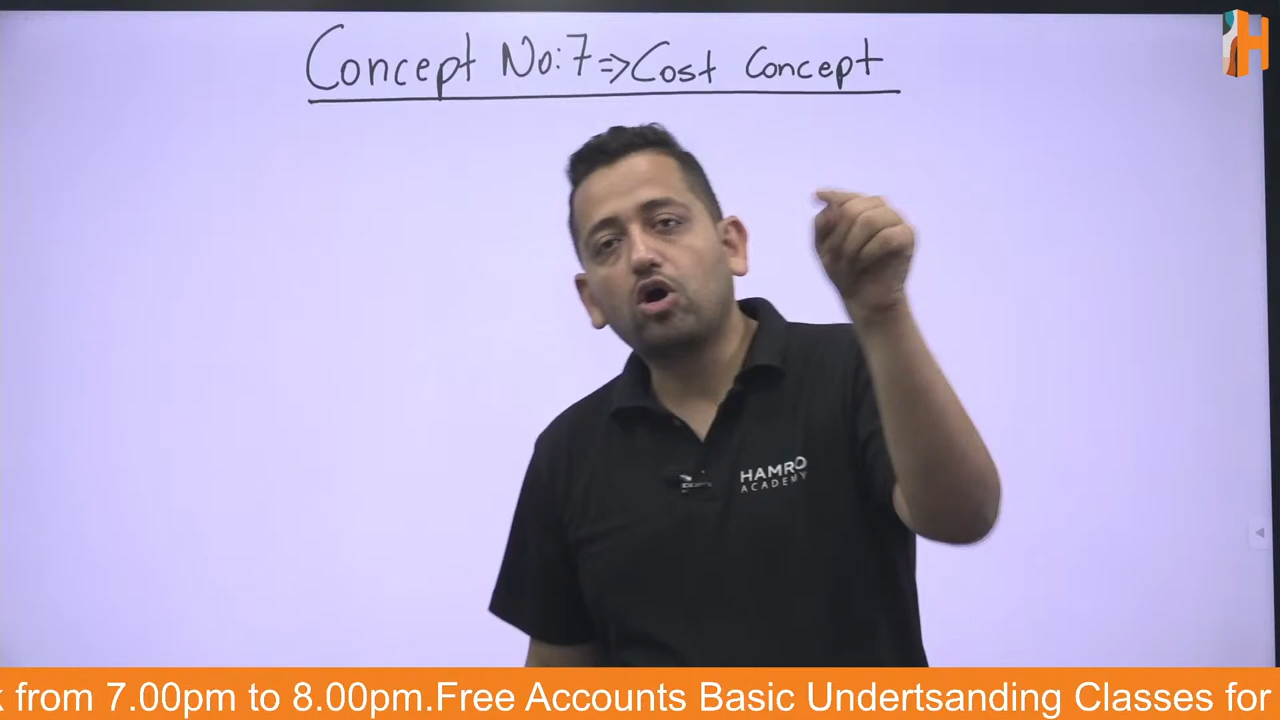 Concept No:7 => Cost Concept
HAMRO
ACADEMY
from 7.00pm to 8.00pm.Free Accounts Basic Undertsanding Classes for